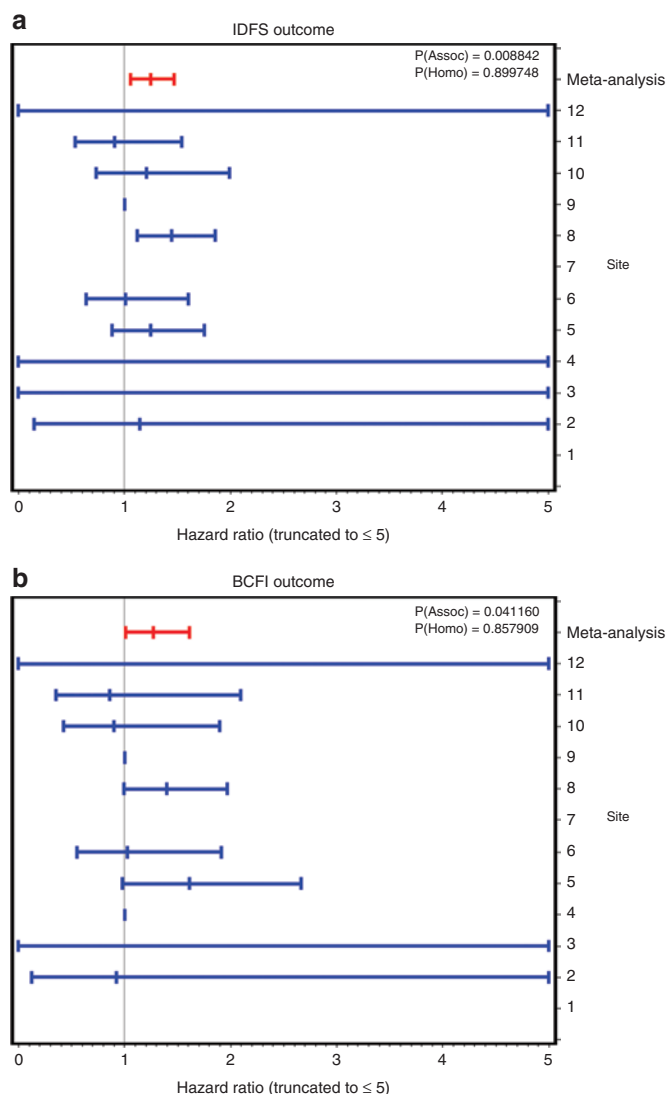 a
IDFS outcome
P(Assoc) = 0.008842
P(Homo) = 0.899748
Meta-analysis
12
11
10
9
8
7
Site
6
5
4
3
2
1
0 1 2 3 4 5
Hazard ratio (truncated to ≤ 5)
b
BCFI outcome
P(Assoc) = 0.041160
P(Homo) = 0.857909
Meta-analysis
12
11
10
9
8
7
Site
6
5
4
3
2
1
0 1 2 3 4 5
Hazard ratio (truncated to ≤ 5)